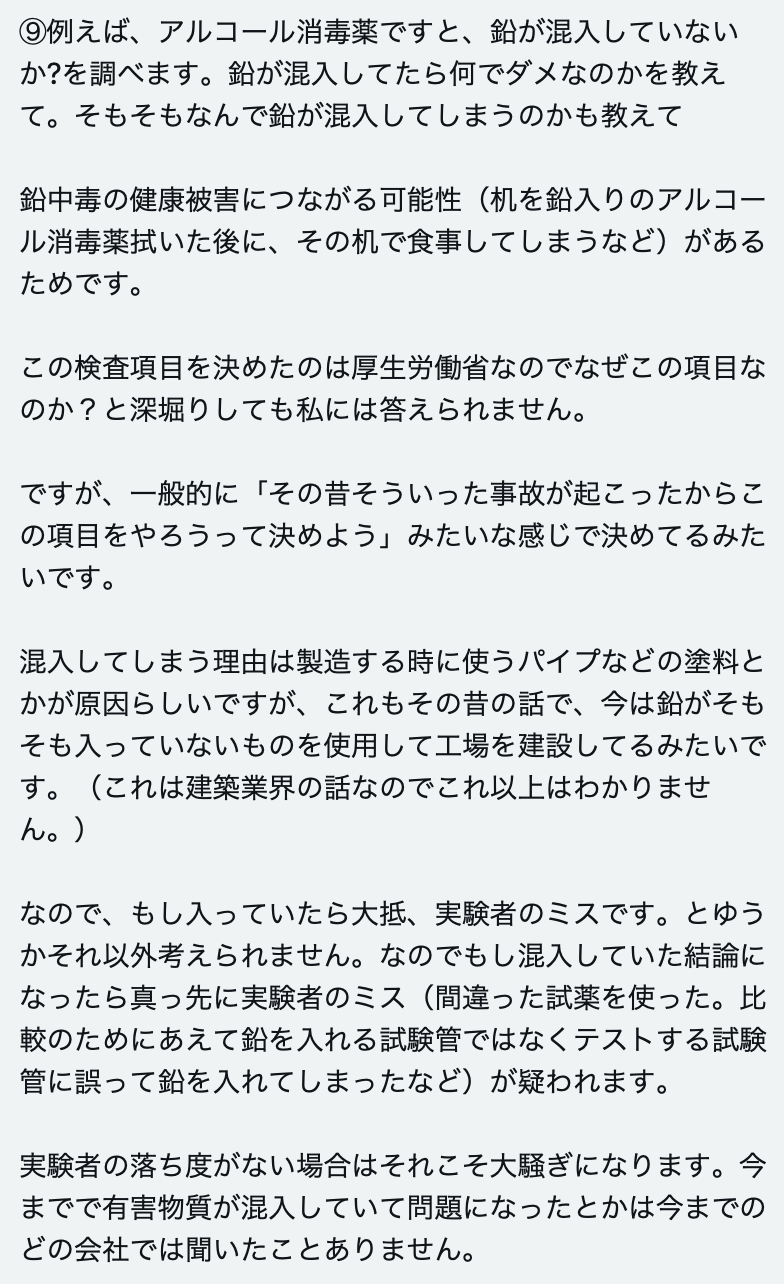 ⑨例えば、アルコール消毒薬ですと、鉛が混入していない
か?を調べます。鉛が混入してたら何でダメなのかを教え
て。そもそもなんで鉛が混入してしまうのかも教えて
鉛中毒の健康被害につながる可能性（机を鉛入りのアルコー
ル消毒薬拭いた後に、その机で食事してしまうなど）がある
ためです。
この検査項目を決めたのは厚生労働省なのでなぜこの項目な
のか？と深堀りしても私には答えられません。
ですが、一般的に「その昔そういった事故が起こったからこ
の項目をやろうって決めよう」みたいな感じで決めてるみた
いです。
混入してしまう理由は製造する時に使うパイプなどの塗料と
かが原因らしいですが、これもその昔の話で、今は鉛がそも
そも入っていないものを使用して工場を建設してるみたいで
す。（これは建築業界の話なのでこれ以上はわかりませ
ん。）
なので、もし入っていたら大抵、実験者のミスです。とゆう
かそれ以外考えられません。なのでもし混入していた結論に
なったら真っ先に実験者のミス（間違った試薬を使った。比
較のためにあえて鉛を入れる試験管ではなくテストする試験
管に誤って鉛を入れてしまったなど）が疑われます。
実験者の落ち度がない場合はそれこそ大騒ぎになります。今
までで有害物質が混入していて問題になったとかは今までの
どの会社では聞いたことありません。